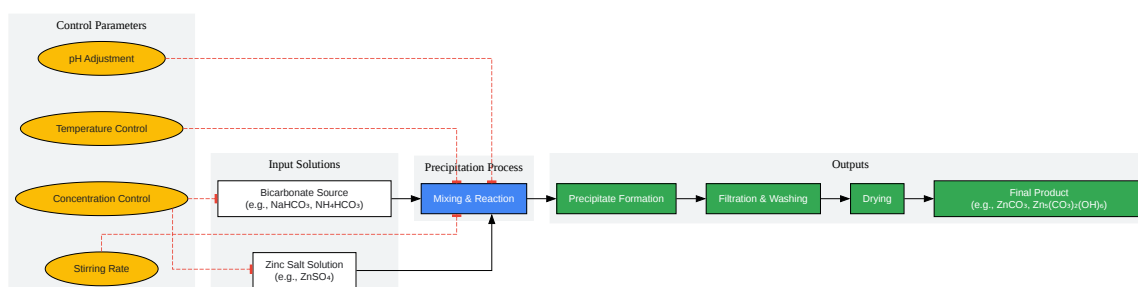 Control Parameters
pH Adjustment
Temperature Control
Concentration Control
Stirring Rate
Input Solutions
Bicarbonate Source
(e.g., NaHCO₃, NH₄HCO₃)
Zinc Salt Solution
(e.g., ZnSO₄)
Precipitation Process
Mixing & Reaction
Outputs
Precipitate Formation
Filtration & Washing
Drying
Final Product
(e.g., ZnCO₃, Zn₅(CO₃)₂(OH)₆)